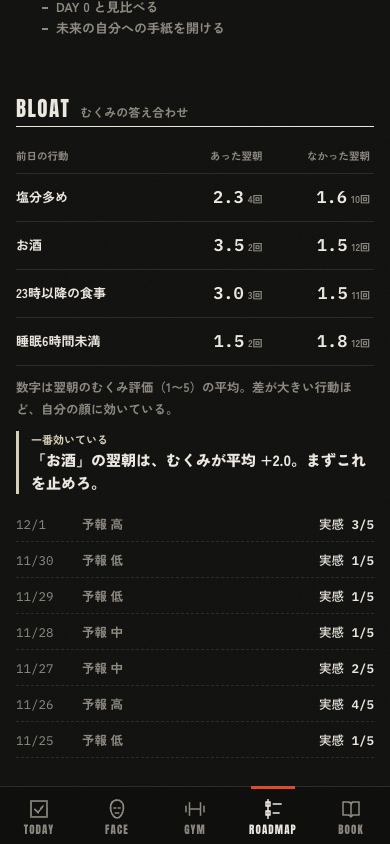 – DAY 0 と見比べる
– 未来の自分への手紙を開ける
BLOAT むくみの答え合わせ
前日の行動 あった翌朝 なかった翌朝
塩分多め 2.3 4回 1.6 10回
お酒 3.5 2回 1.5 12回
23時以降の食事 3.0 3回 1.5 11回
睡眠6時間未満 1.5 2回 1.8 12回
数字は翌朝のむくみ評価（1〜5）の平均。差が大きい行動ほ
ど、自分の顔に効いている。
一番効いている
「お酒」の翌朝は、むくみが平均 +2.0。まずこれ
を止めろ。
12/1 予報 高 実感 3/5
11/30 予報 低 実感 1/5
11/29 予報 低 実感 1/5
11/28 予報 中 実感 1/5
11/27 予報 中 実感 2/5
11/26 予報 高 実感 4/5
11/25 予報 低 実感 1/5
TODAY FACE GYM ROADMAP BOOK